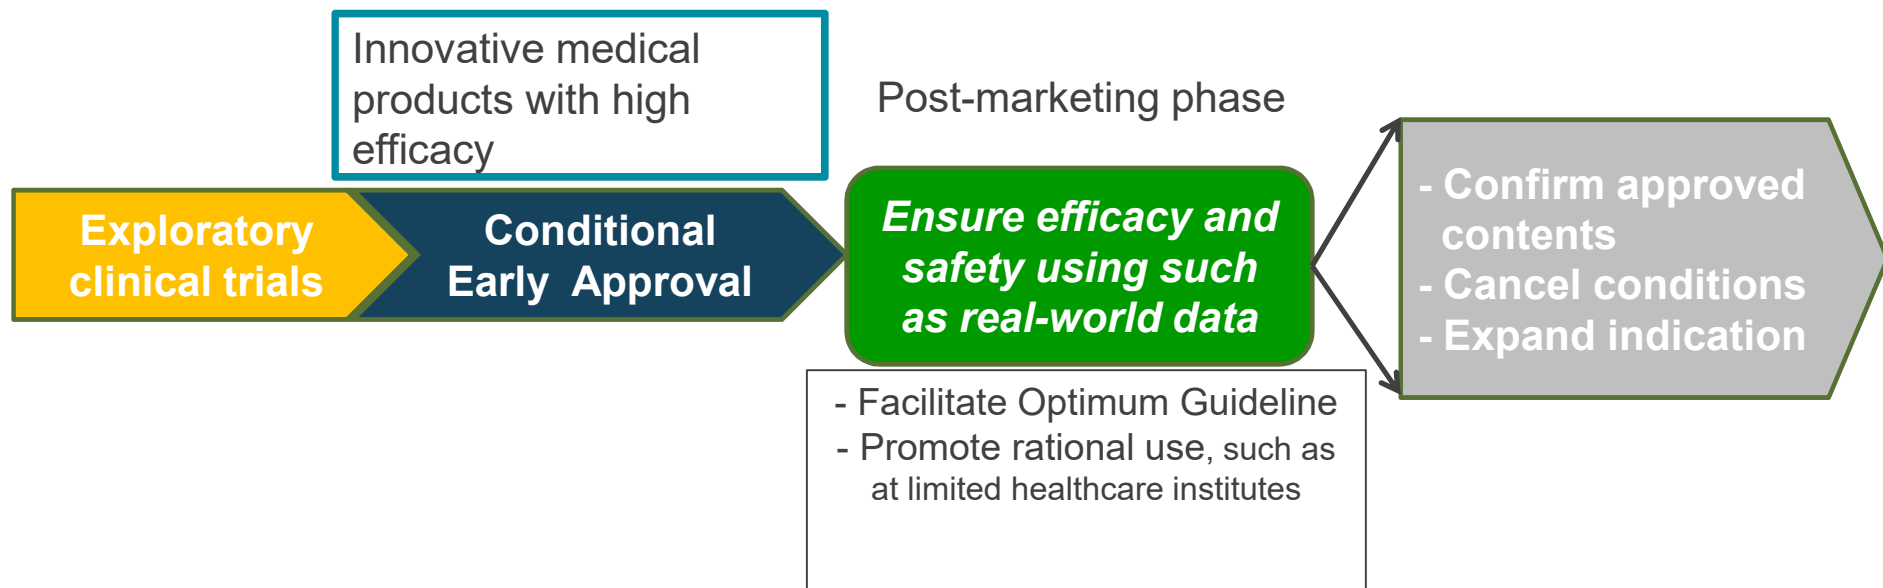 Innovative medical
products with high
efficacy
Post-marketing phase
Exploratory
clinical trials
Conditional
Early Approval
Ensure efficacy and
safety using such
as real-world data
- Confirm approved
contents
- Cancel conditions
- Expand indication
- Facilitate Optimum Guideline
- Promote rational use, such as
at limited healthcare institutes